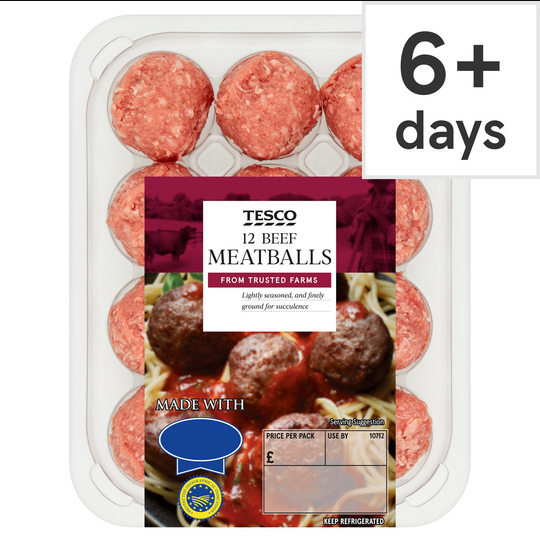 6+
days
TESCO
12 BEEF
MEATBALLS
FROM TRUSTED FARMS
Lightly seasoned, and finely
ground for succulence
MADE WITH
Serving Suggestion
PRICE PER PACK
USE BY
10712
£
KEEP REFRIGERATED